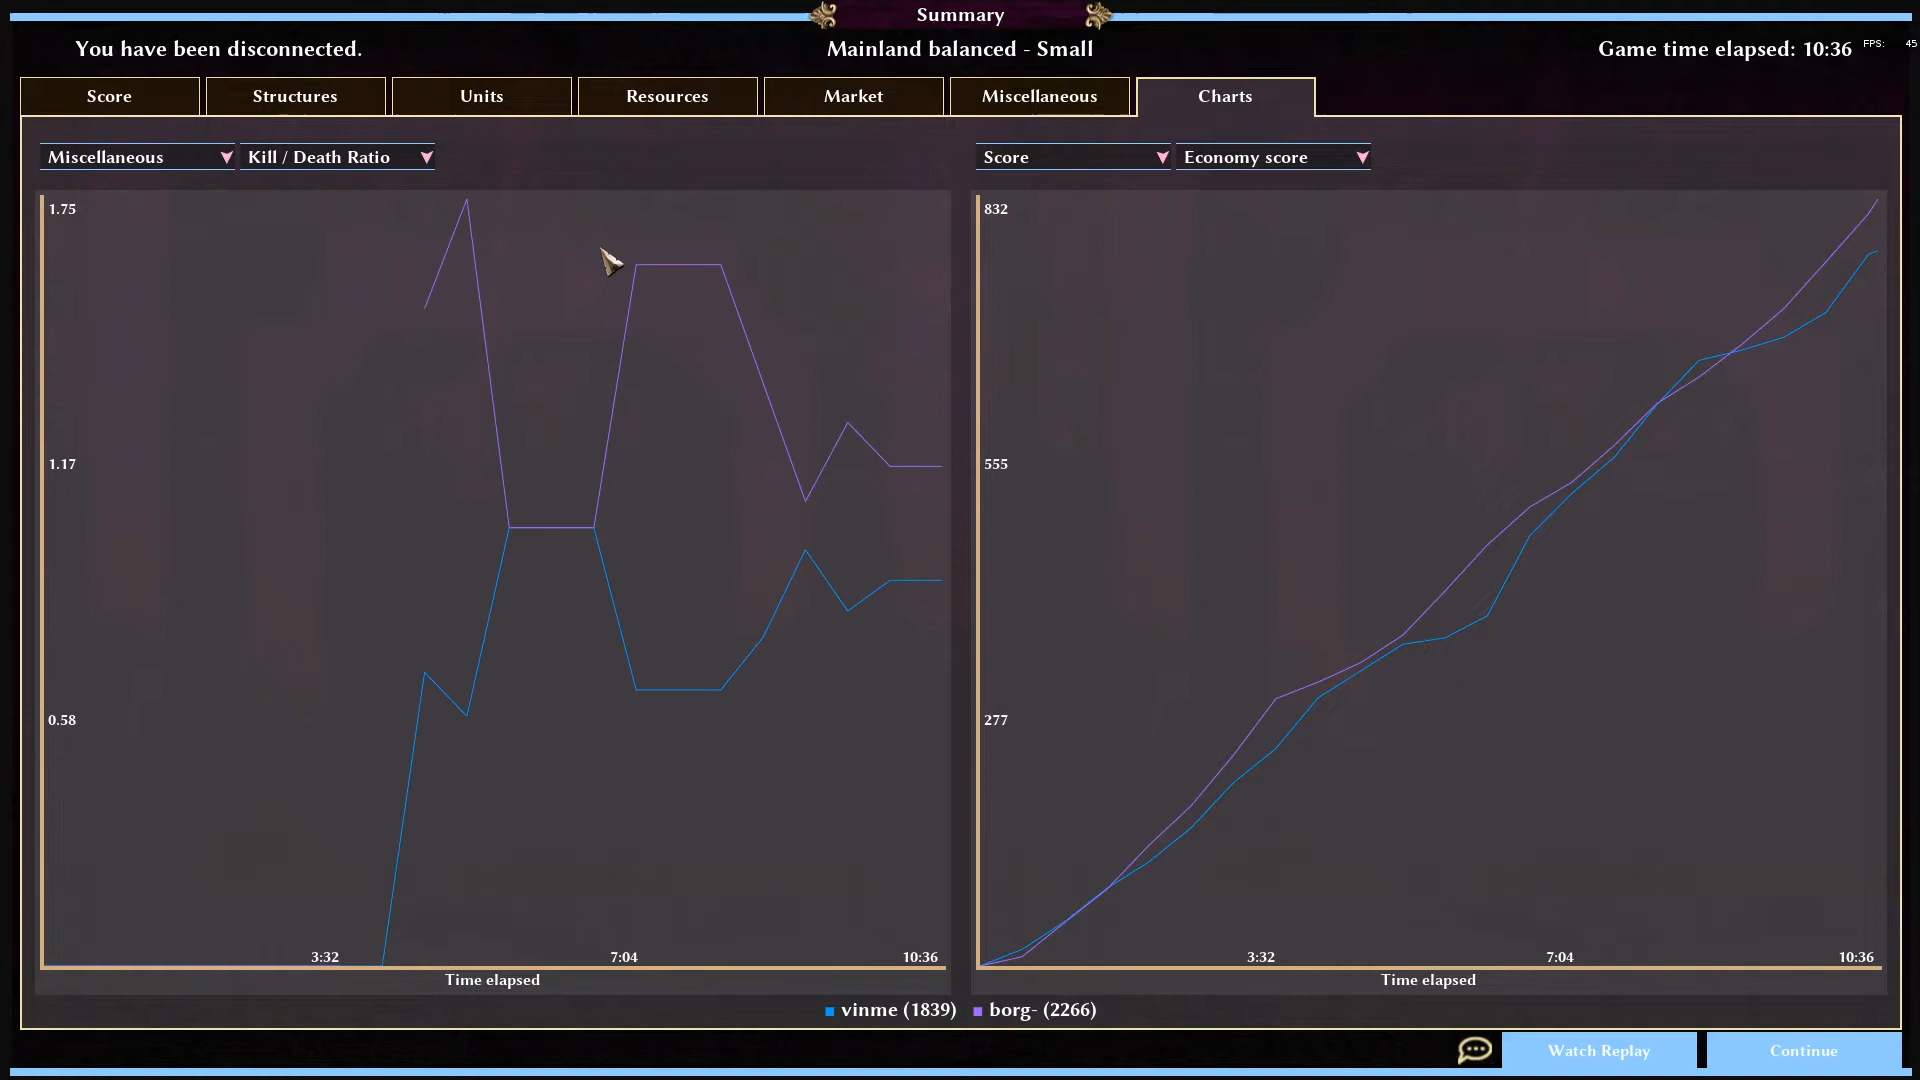 Summary
You have been disconnected.
Mainland balanced - Small
Game time elapsed: 10:36
FPS: 45
Score
Structures
Units
Resources
Market
Miscellaneous
Charts
Miscellaneous
Kill / Death Ratio
Score
Economy score
1.75
1.17
0.58
3:32
7:04
10:36
Time elapsed
832
555
277
3:32
7:04
10:36
Time elapsed
vinme (1839)
borg- (2266)
Watch Replay
Continue